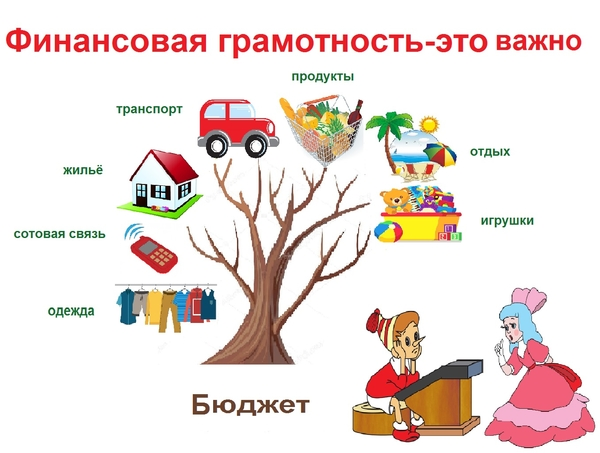 Финансовая грамотность-это важно
продукты
транспорт
отдых
жильё
игрушки
сотовая связь
одежда
Бюджет